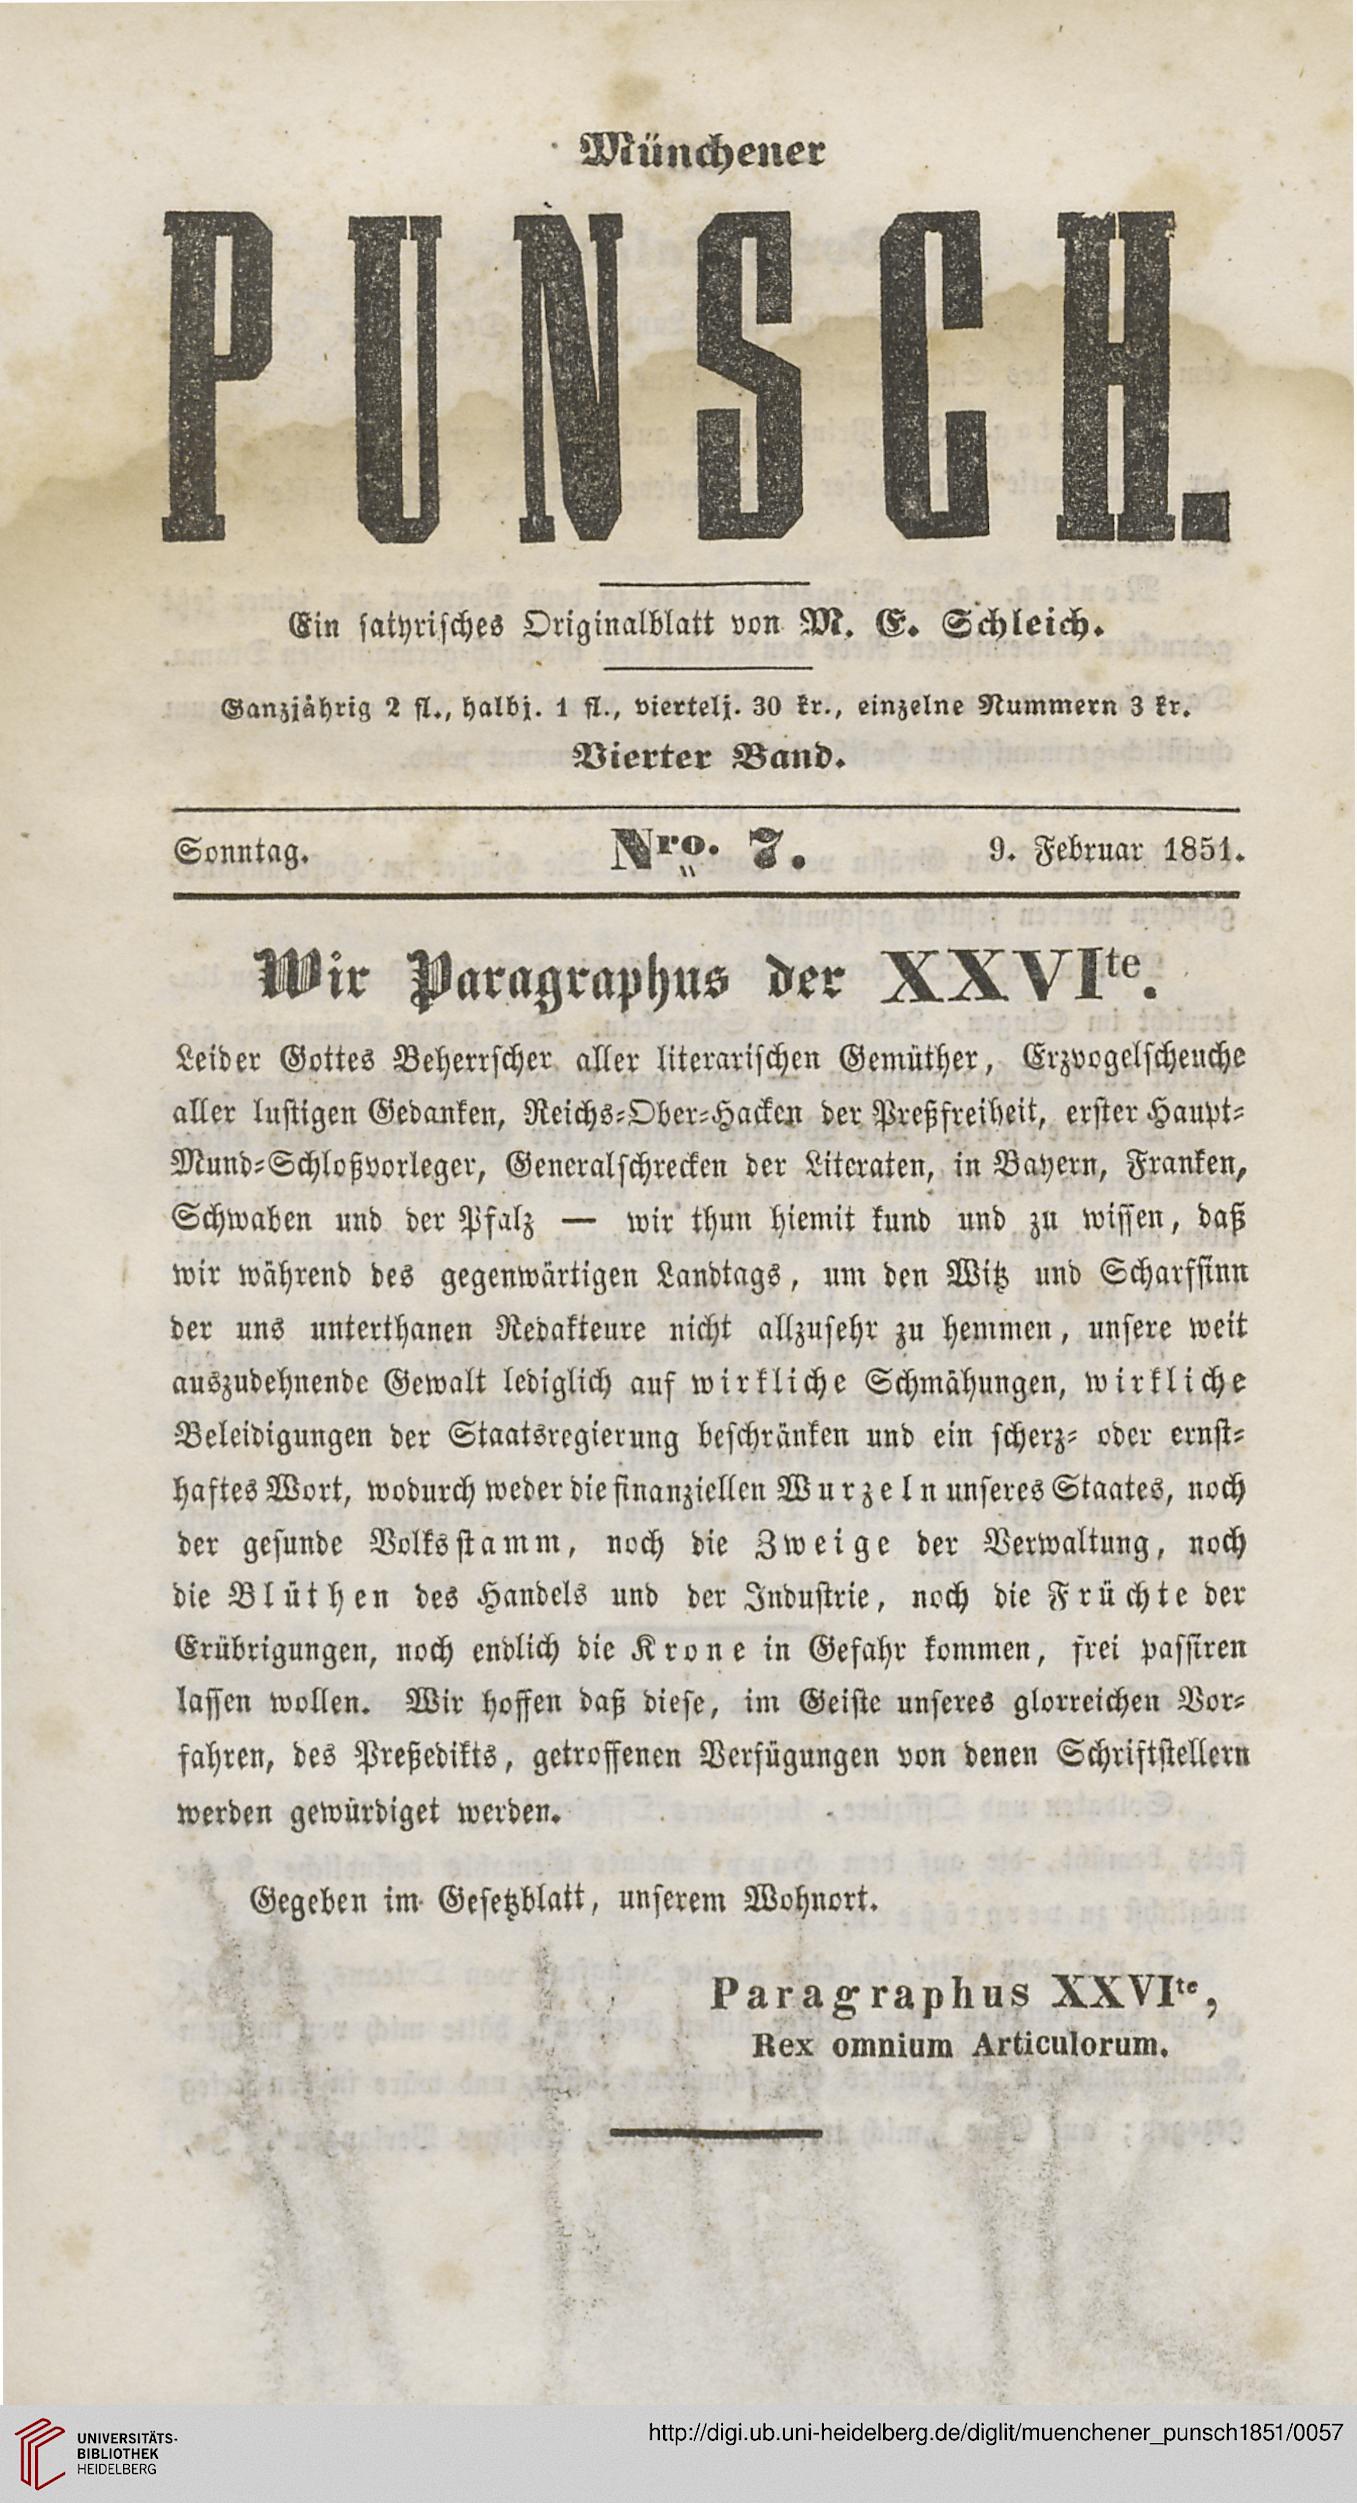 Münchener
PUNSCH.
Ein satyrisches Originalblatt von M. E. Schleich.
Ganzjährig 2 fl., halbj. 1 fl., viertelj. 30 kr., einzelne Nummern 3 kr.
Vierter Band.
Sonntag. Nro. 7. 9. Februar 1851.
Wir Paragraphus der XXVIte.
Leider Gottes Beherrscher aller literarischen Gemüther, Erzvogelscheuche
aller lustigen Gedanken, Reichs-Ober-Hacken der Preßfreiheit, erster Haupt-
Mund-Schloßvorleger, Generalschrecken der Literaten, in Bayern, Franken,
Schwaben und der Pfalz — wir thun hiemit kund und zu wissen, daß
wir während des gegenwärtigen Landtags, um den Witz und Scharfsinn
der uns unterthanen Redakteure nicht allzusehr zu hemmen, unsere weit
auszudehnende Gewalt lediglich auf wirkliche Schmähungen, wirkliche
Beleidigungen der Staatsregierung beschränken und ein scherz- oder ernst-
haftes Wort, wodurch weder die finanziellen Wurzeln unseres Staates, noch
der gesunde Volksstamm, noch die Zweige der Verwaltung, noch
die Blüthen des Handels und der Industrie, noch die Früchte der
Erübrigungen, noch endlich die Krone in Gefahr kommen, frei passiren
lassen wollen. Wir hoffen daß diese, im Geiste unseres glorreichen Vor-
fahren, des Preßedikts, getroffenen Verfügungen von denen Schriftstellern
werden gewürdiget werden.
Gegeben im Gesetzblatt, unserem Wohnort.
Paragraphus XXVIte,
Rex omnium Articulorum.
UNIVERSITÄTS-
BIBLIOTHEK
HEIDELBERG
http://digi.ub.uni-heidelberg.de/diglit/muenchener_punsch1851/0057